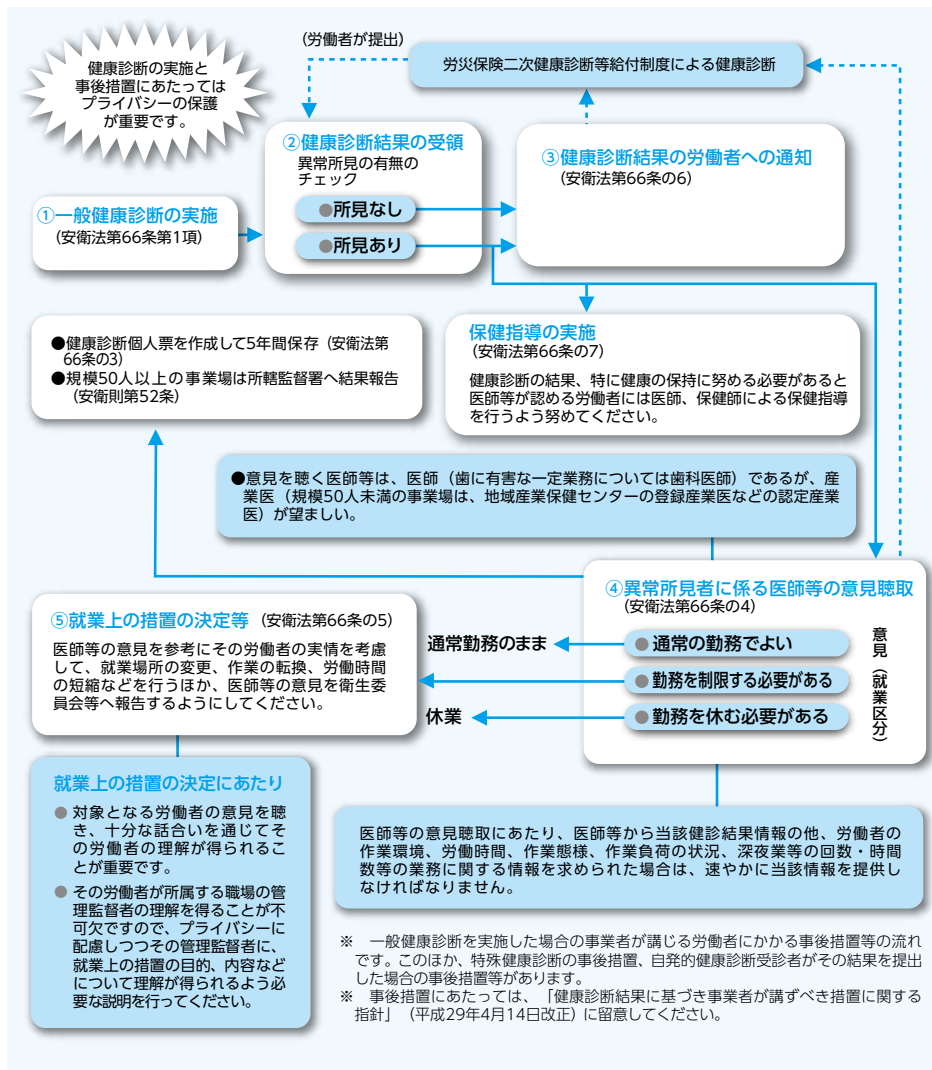 健康診断の実施と
事後措置にあたっては
プライバシーの保護
が重要です。
(労働者が提出)
労災保険二次健康診断等給付制度による健康診断
①一般健康診断の実施
(安衛法第66条第1項)
②健康診断結果の受領
異常所見の有無の
チェック
●所見なし
●所見あり
③健康診断結果の労働者への通知
(安衛法第66条の6)
●健康診断個人票を作成して5年間保存(安衛法第
66条の3)
●規模50人以上の事業場は所轄監督署へ結果報告
(安衛則第52条)
保健指導の実施
(安衛法第66条の7)
健康診断の結果、特に健康の保持に努める必要があると
医師等が認める労働者には医師、保健師による保健指導
を行うよう努めてください。
●意見を聴く医師等は、医師(歯に有害な一定業務については歯科医師)であるが、産
業医(規模50人未満の事業場は、地域産業保健センターの登録産業医などの認定産業
医)が望ましい。
④異常所見者に係る医師等の意見聴取
(安衛法第66条の4)
●通常の勤務でよい
●勤務を制限する必要がある
●勤務を休む必要がある
意見(就業区分)
通常勤務のまま
休業
⑤就業上の措置の決定等 (安衛法第66条の5)
医師等の意見を参考にその労働者の実情を考慮
して、就業場所の変更、作業の転換、労働時間
の短縮などを行うほか、医師等の意見を衛生委
員会等へ報告するようにしてください。
就業上の措置の決定にあたり
● 対象となる労働者の意見を聴
き、十分な話合いを通じてそ
の労働者の理解が得られるこ
とが重要です。
● その労働者が所属する職場の管
理監督者の理解を得ることが不
可欠ですので、プライバシーに
配慮しつつその管理監督者に、
就業上の措置の目的、内容など
について理解が得られるよう必
要な説明を行ってください。
医師等の意見聴取にあたり、医師等から当該健診結果情報の他、労働者の
作業環境、労働時間、作業態様、作業負荷の状況、深夜業等の回数・時間
数等の業務に関する情報を求められた場合は、速やかに当該情報を提供し
なければなりません。
※ 一般健康診断を実施した場合の事業者が講じる労働者にかかる事後措置等の流れ
です。このほか、特殊健康診断の事後措置、自発的健康診断受診者がその結果を提出
した場合の事後措置等があります。
※ 事後措置にあたっては、「健康診断結果に基づき事業者が講ずべき措置に関する
指針」(平成29年4月14日改正)に留意してください。